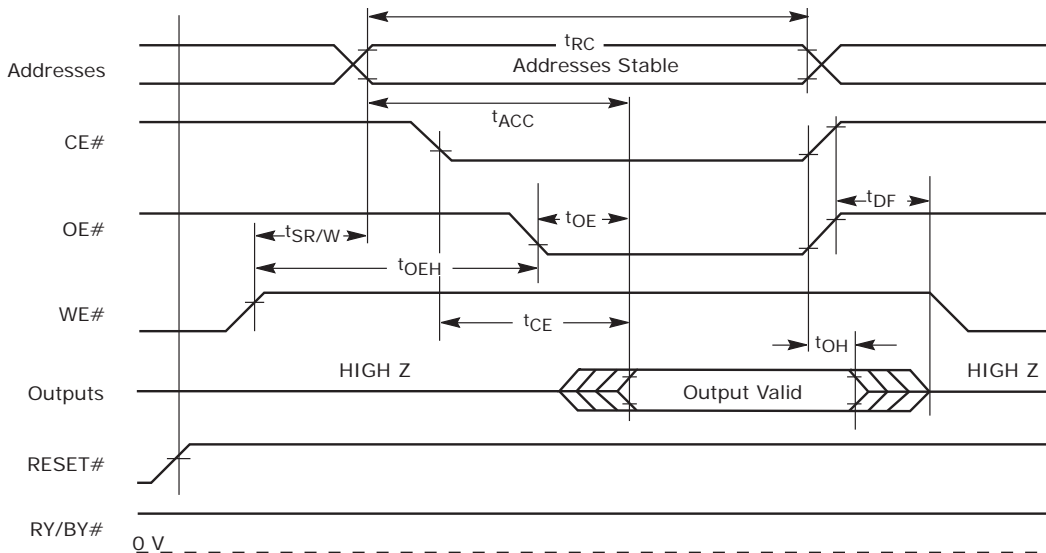 tRC
Addresses
Addresses Stable
tACC
CE#
tDF
tOE
OE#
tSR/W
tOEH
WE#
tCE
tOH
HIGH Z
HIGH Z
Outputs
Output Valid
RESET#
RY/BY#
0 V